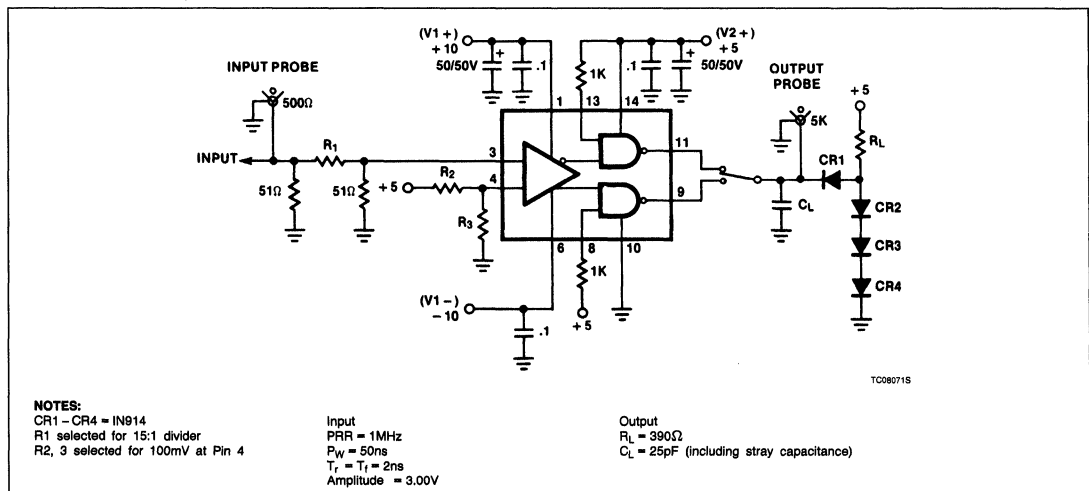 (V1+)
+10
50/50V
+
.1
1K
.1
+
(V2+)
+5
50/50V
INPUT PROBE
500Ω
OUTPUT
PROBE
5K
+5
RL
1
13
14
INPUT
R1
3
11
CR1
51Ω
51Ω
+5
R2
4
9
CL
CR2
R3
6
8
10
CR3
1K
CR4
(V1−)
−10
.1
+5
TC08071S
NOTES:
CR1 – CR4 = IN914
R1 selected for 15:1 divider
R2, 3 selected for 100mV at Pin 4
Input
PRR = 1MHz
PW = 50ns
Tr = Tf = 2ns
Amplitude = 3.00V
Output
RL = 390Ω
CL = 25pF (including stray capacitance)